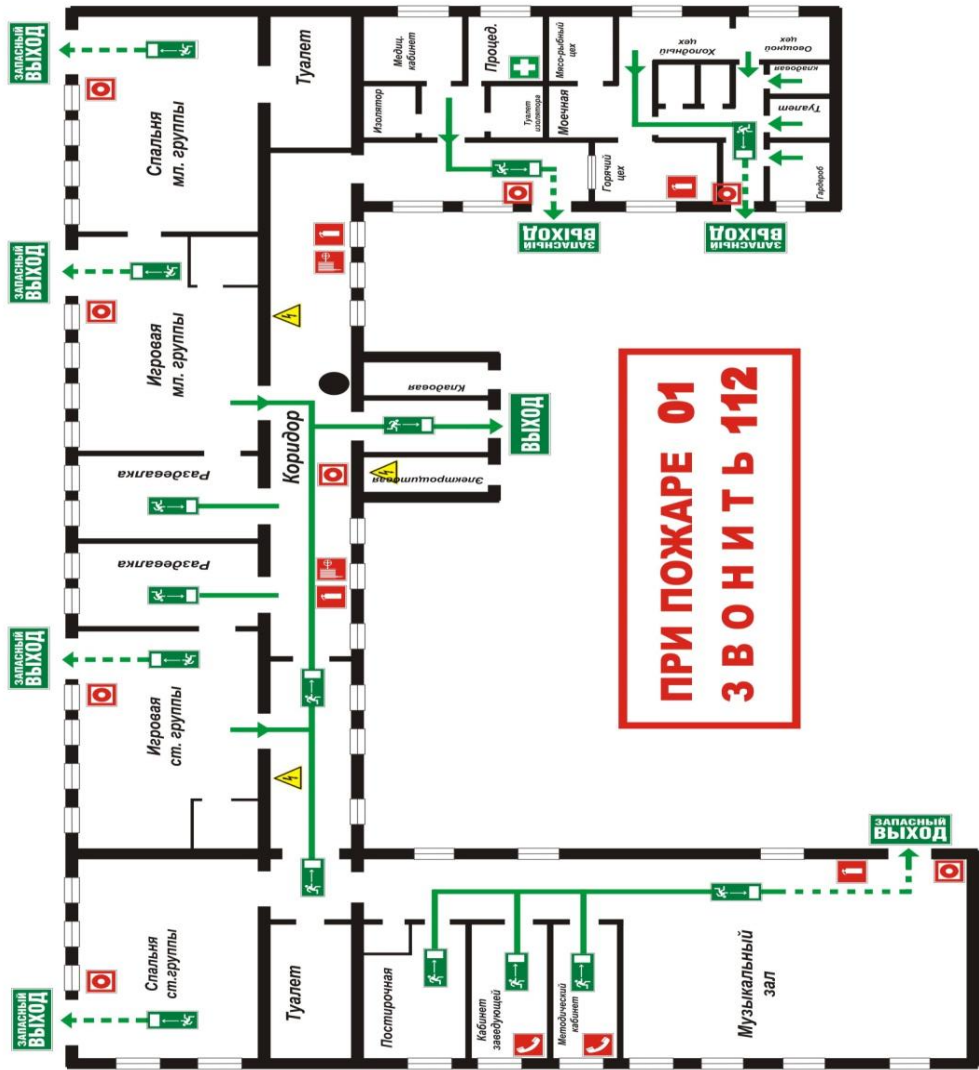 ЗАПАСНЫЙ
ВЫХОД
Спальня
мл. группы
Туалет
Медиц.
кабинет
Процед.
Мясо-рыбный
цех
Холодный
цех
Овощной
цех
кладовая
Изолятор
Туалет
изолятора
Моечная
Туалет
Горячий
цех
Гардероб
ЗАПАСНЫЙ
ВЫХОД
ЗАПАСНЫЙ
ВЫХОД
ЗАПАСНЫЙ
ВЫХОД
Игровая
мл. группы
Кладовая
Раздевалка
Коридор
ВЫХОД
Электрощитовая
Раздевалка
ПРИ ПОЖАРЕ 01
ЗВОНИТЬ 112
ЗАПАСНЫЙ
ВЫХОД
Игровая
ст. группы
ЗАПАСНЫЙ
ВЫХОД
Спальня
ст.группы
ЗАПАСНЫЙ
ВЫХОД
Туалет
Постирочная
Кабинет
заведующей
Методический
кабинет
Музыкальный
зал